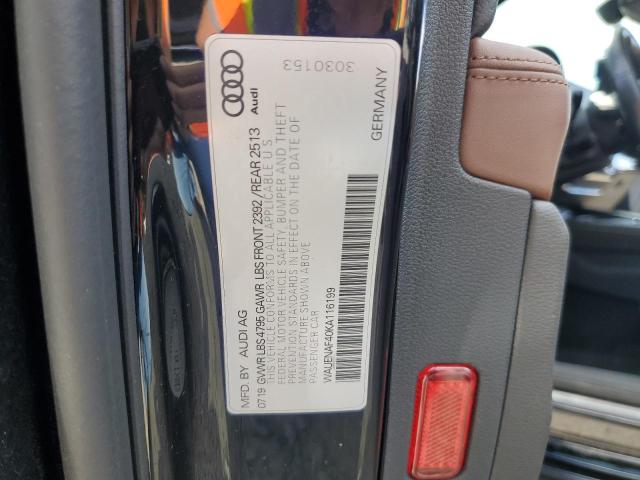 3030153
Audi
GERMANY
MFD. BY AUDI AG
07/19 GVWR LBS 4795 GAWR LBS FRONT 2392 / REAR 2513
THIS VEHICLE CONFORMS TO ALL APPLICABLE U S
FEDERAL MOTOR VEHICLE SAFETY, BUMPER AND THEFT
PREVENTION STANDARDS IN EFFECT ON THE DATE OF
MANUFACTURE SHOWN ABOVE
PASSENGER CAR
WAUENAF40KA116199